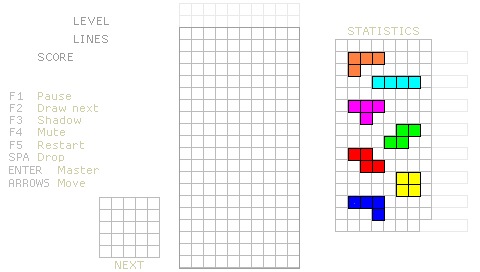 LEVEL
LINES
SCORE
STATISTICS
F1 Pause
F2 Draw next
F3 Shadow
F4 Mute
F5 Restart
SPA Drop
ENTER Master
ARROWS Move
NEXT